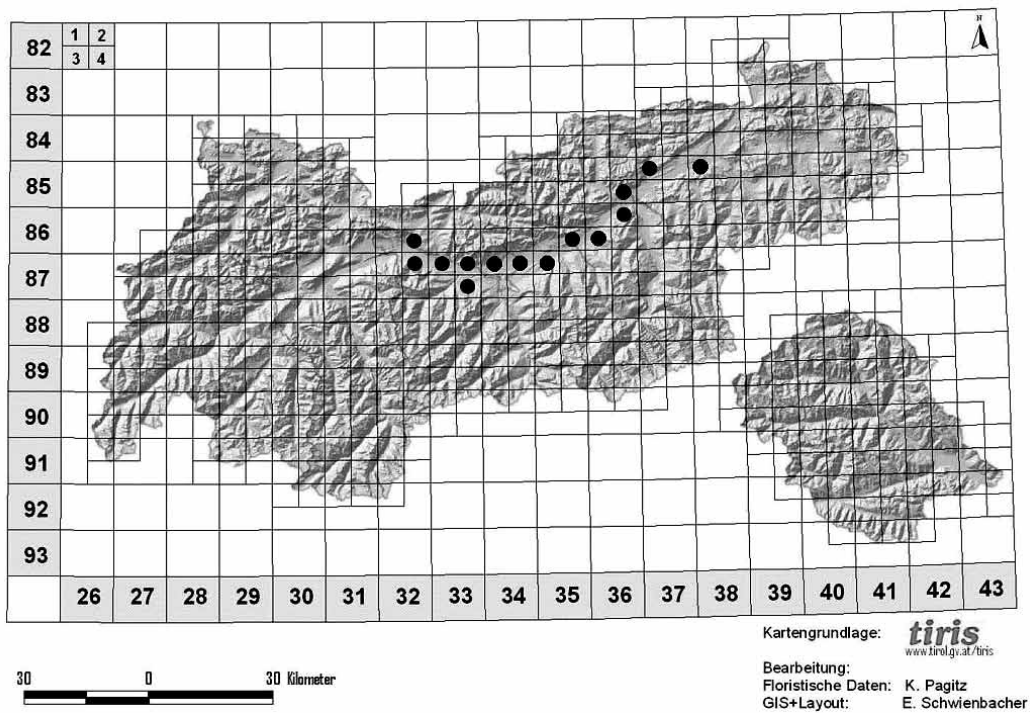 N
82
1 2
3 4
83
84
85
86
87
88
89
90
91
92
93
26 27 28 29 30 31 32 33 34 35 36 37 38 39 40 41 42 43
Kartengrundlage: tiris
www.tirol.gv.at/tiris
30 0 30 Kilometer
Bearbeitung:
Floristische Daten: K. Pagitz
GIS+Layout: E. Schwienbacher